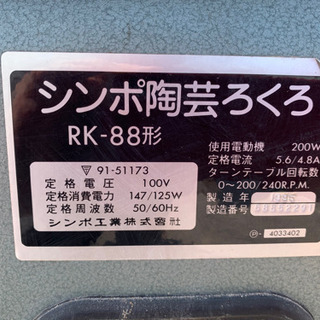 シンポ陶芸ろくろ
RK-88形
使用電動機 200W
定格電流 5.6/4.8A
ターンテーブル回転数
0~200/240R.P.M.
製造年
製造番号
▽ 91-51173
定格電圧 100V
定格消費電力 147/125W
定格周波数 50/60Hz
シンポ工業株式會社
4033402